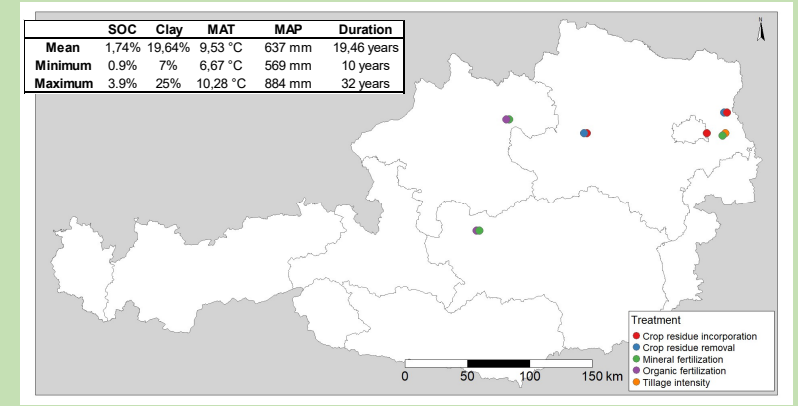 SOC Clay MAT MAP Duration
Mean 1,74% 19,64% 9,53 °C 637 mm 19,46 years
Minimum 0.9% 7% 6,67 °C 569 mm 10 years
Maximum 3.9% 25% 10,28 °C 884 mm 32 years
N
Treatment
Crop residue incorporation
Crop residue removal
Mineral fertilization
Organic fertilization
Tillage intensity
0 50 100 150 km